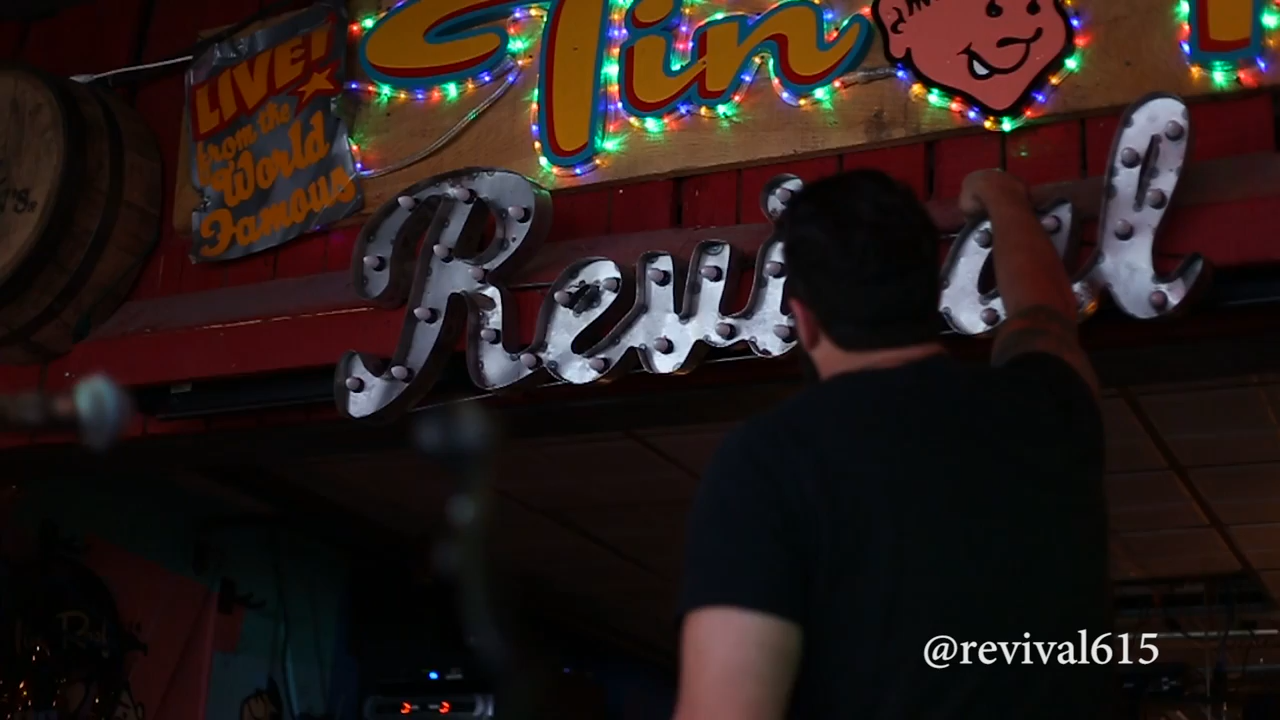 LIVE!
from the
World
Famous
Tin
Revival
@revival615